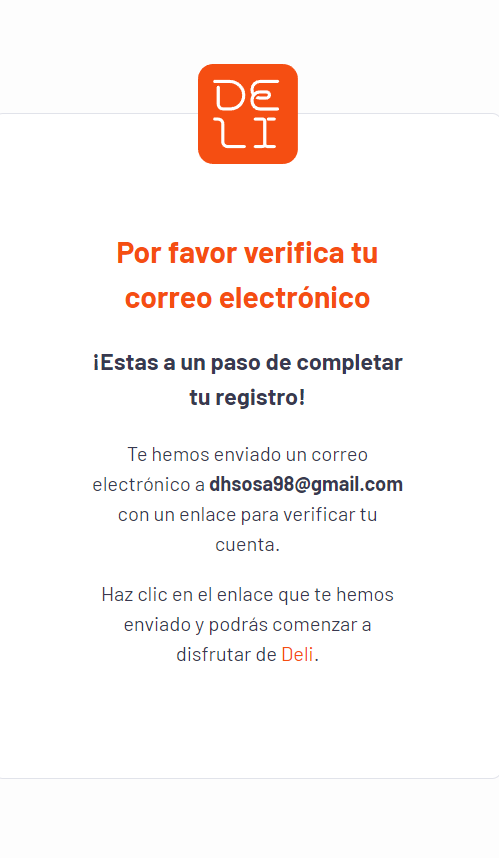 DE
LI
Por favor verifica tu
correo electrónico
¡Estas a un paso de completar
tu registro!
Te hemos enviado un correo
electrónico a dhsosa98@gmail.com
con un enlace para verificar tu
cuenta.
Haz clic en el enlace que te hemos
enviado y podrás comenzar a
disfrutar de Deli.